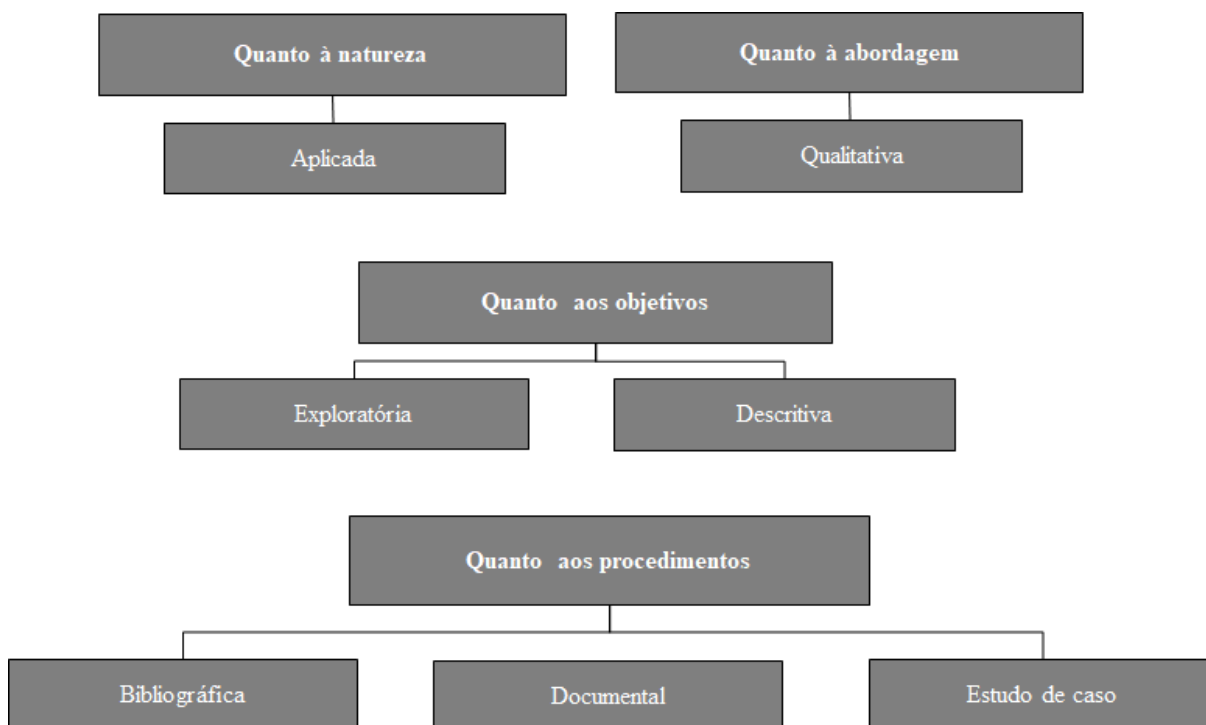 Quanto à natureza
Quanto à abordagem
Aplicada
Qualitativa
Quanto aos objetivos
Exploratória
Descritiva
Quanto aos procedimentos
Bibliográfica
Documental
Estudo de caso